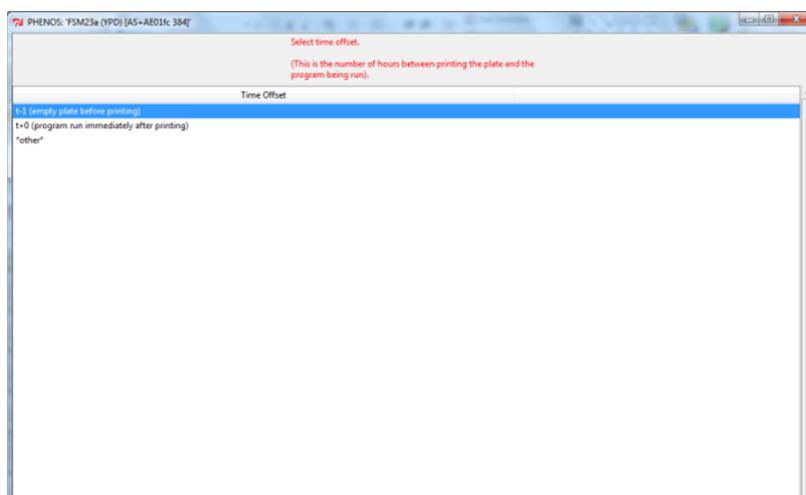 PHENOS: 'FSM23a (YPD) [AS+AE01fc 384]'
Select time offset.
(This is the number of hours between printing the plate and the
program being run).
Time Offset
t-1 (empty plate before printing)
t+0 (program run immediately after printing)
*other*